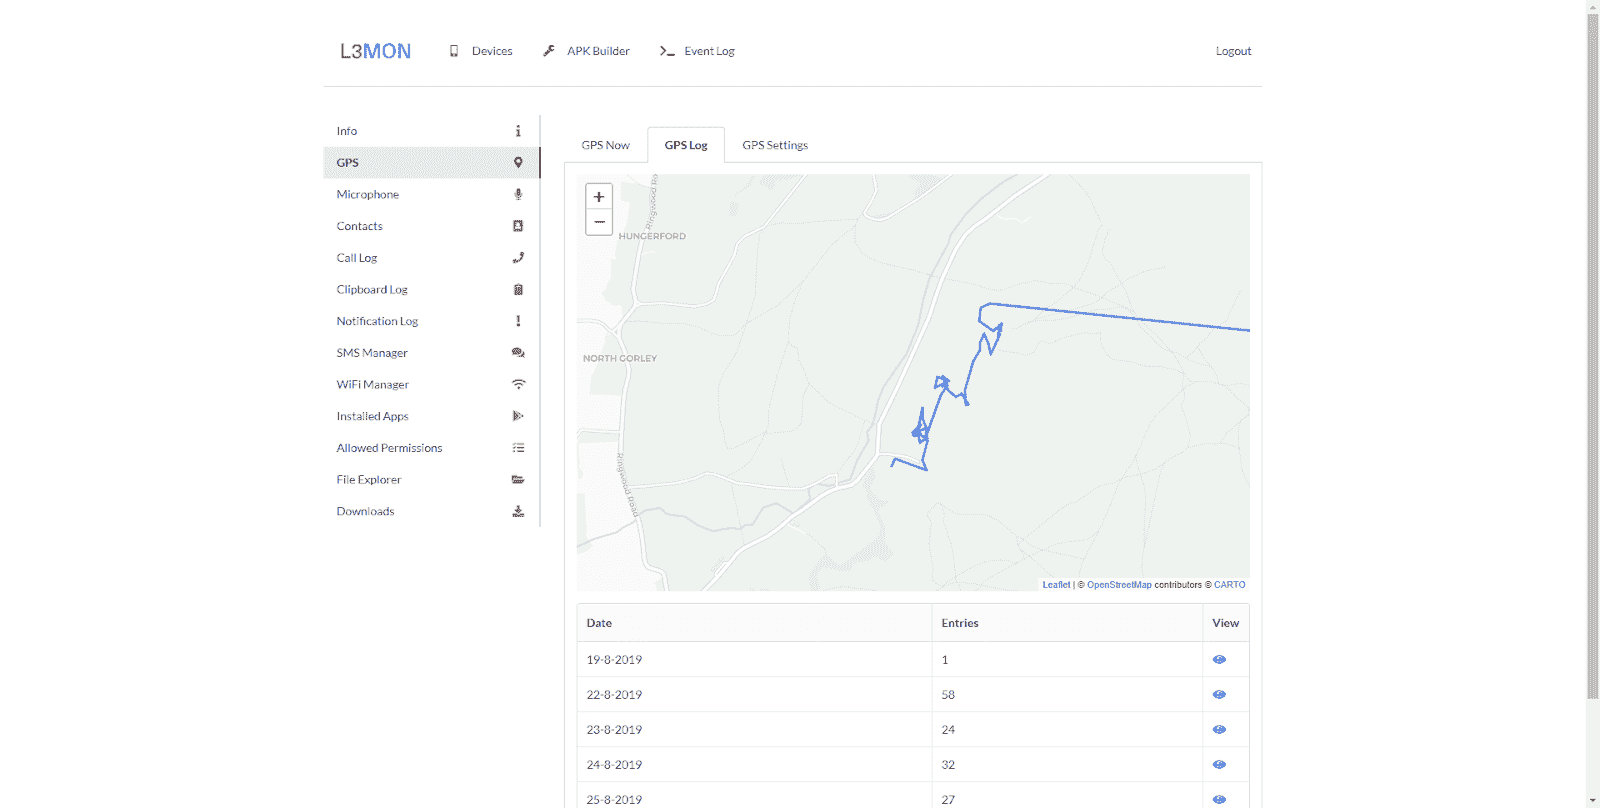 L3MON Devices APK Builder Event Log Logout
Info
GPS
Microphone
Contacts
Call Log
Clipboard Log
Notification Log
SMS Manager
WiFi Manager
Installed Apps
Allowed Permissions
File Explorer
Downloads
GPS Now GPS Log GPS Settings
+
−
Ringwood Ro
HUNGERFORD
NORTH GORLEY
Ringwood Road
Leaflet | © OpenStreetMap contributors © CARTO
Date Entries View
19-8-2019 1
22-8-2019 58
23-8-2019 24
24-8-2019 32
25-8-2019 27